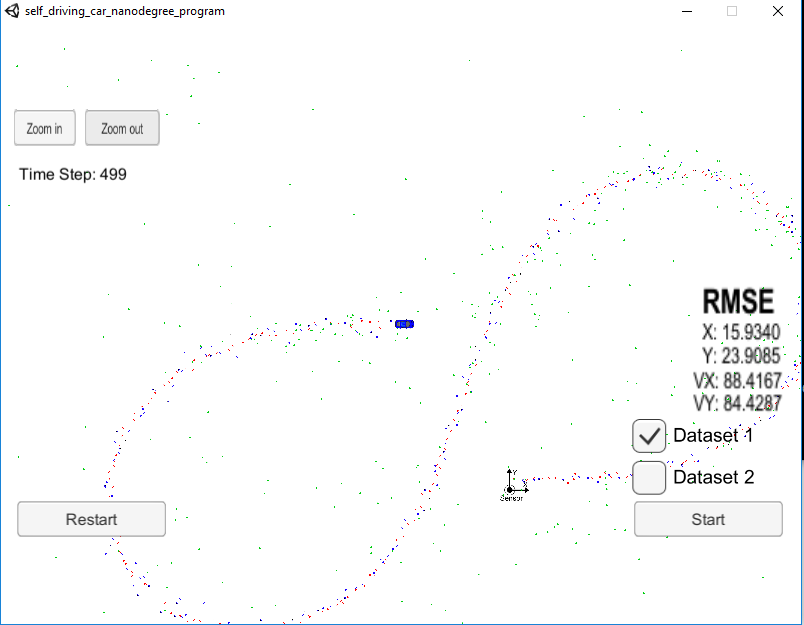 self_driving_car_nanodegree_program
Zoom in
Zoom out
Time Step: 499
RMSE
X: 15.9340
Y: 23.9085
VX: 88.4167
VY: 84.4287
Dataset 1
Dataset 2
Y
X
Sensor
Restart
Start